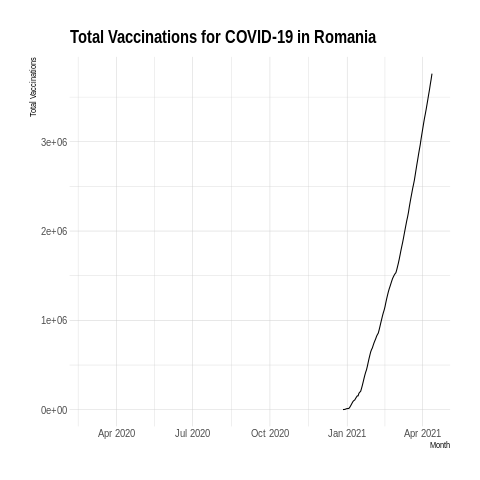 Total Vaccinations for COVID-19 in Romania
Total Vaccinations
3e+06
2e+06
1e+06
0e+00
Apr 2020 Jul 2020 Oct 2020 Jan 2021 Apr 2021
Month